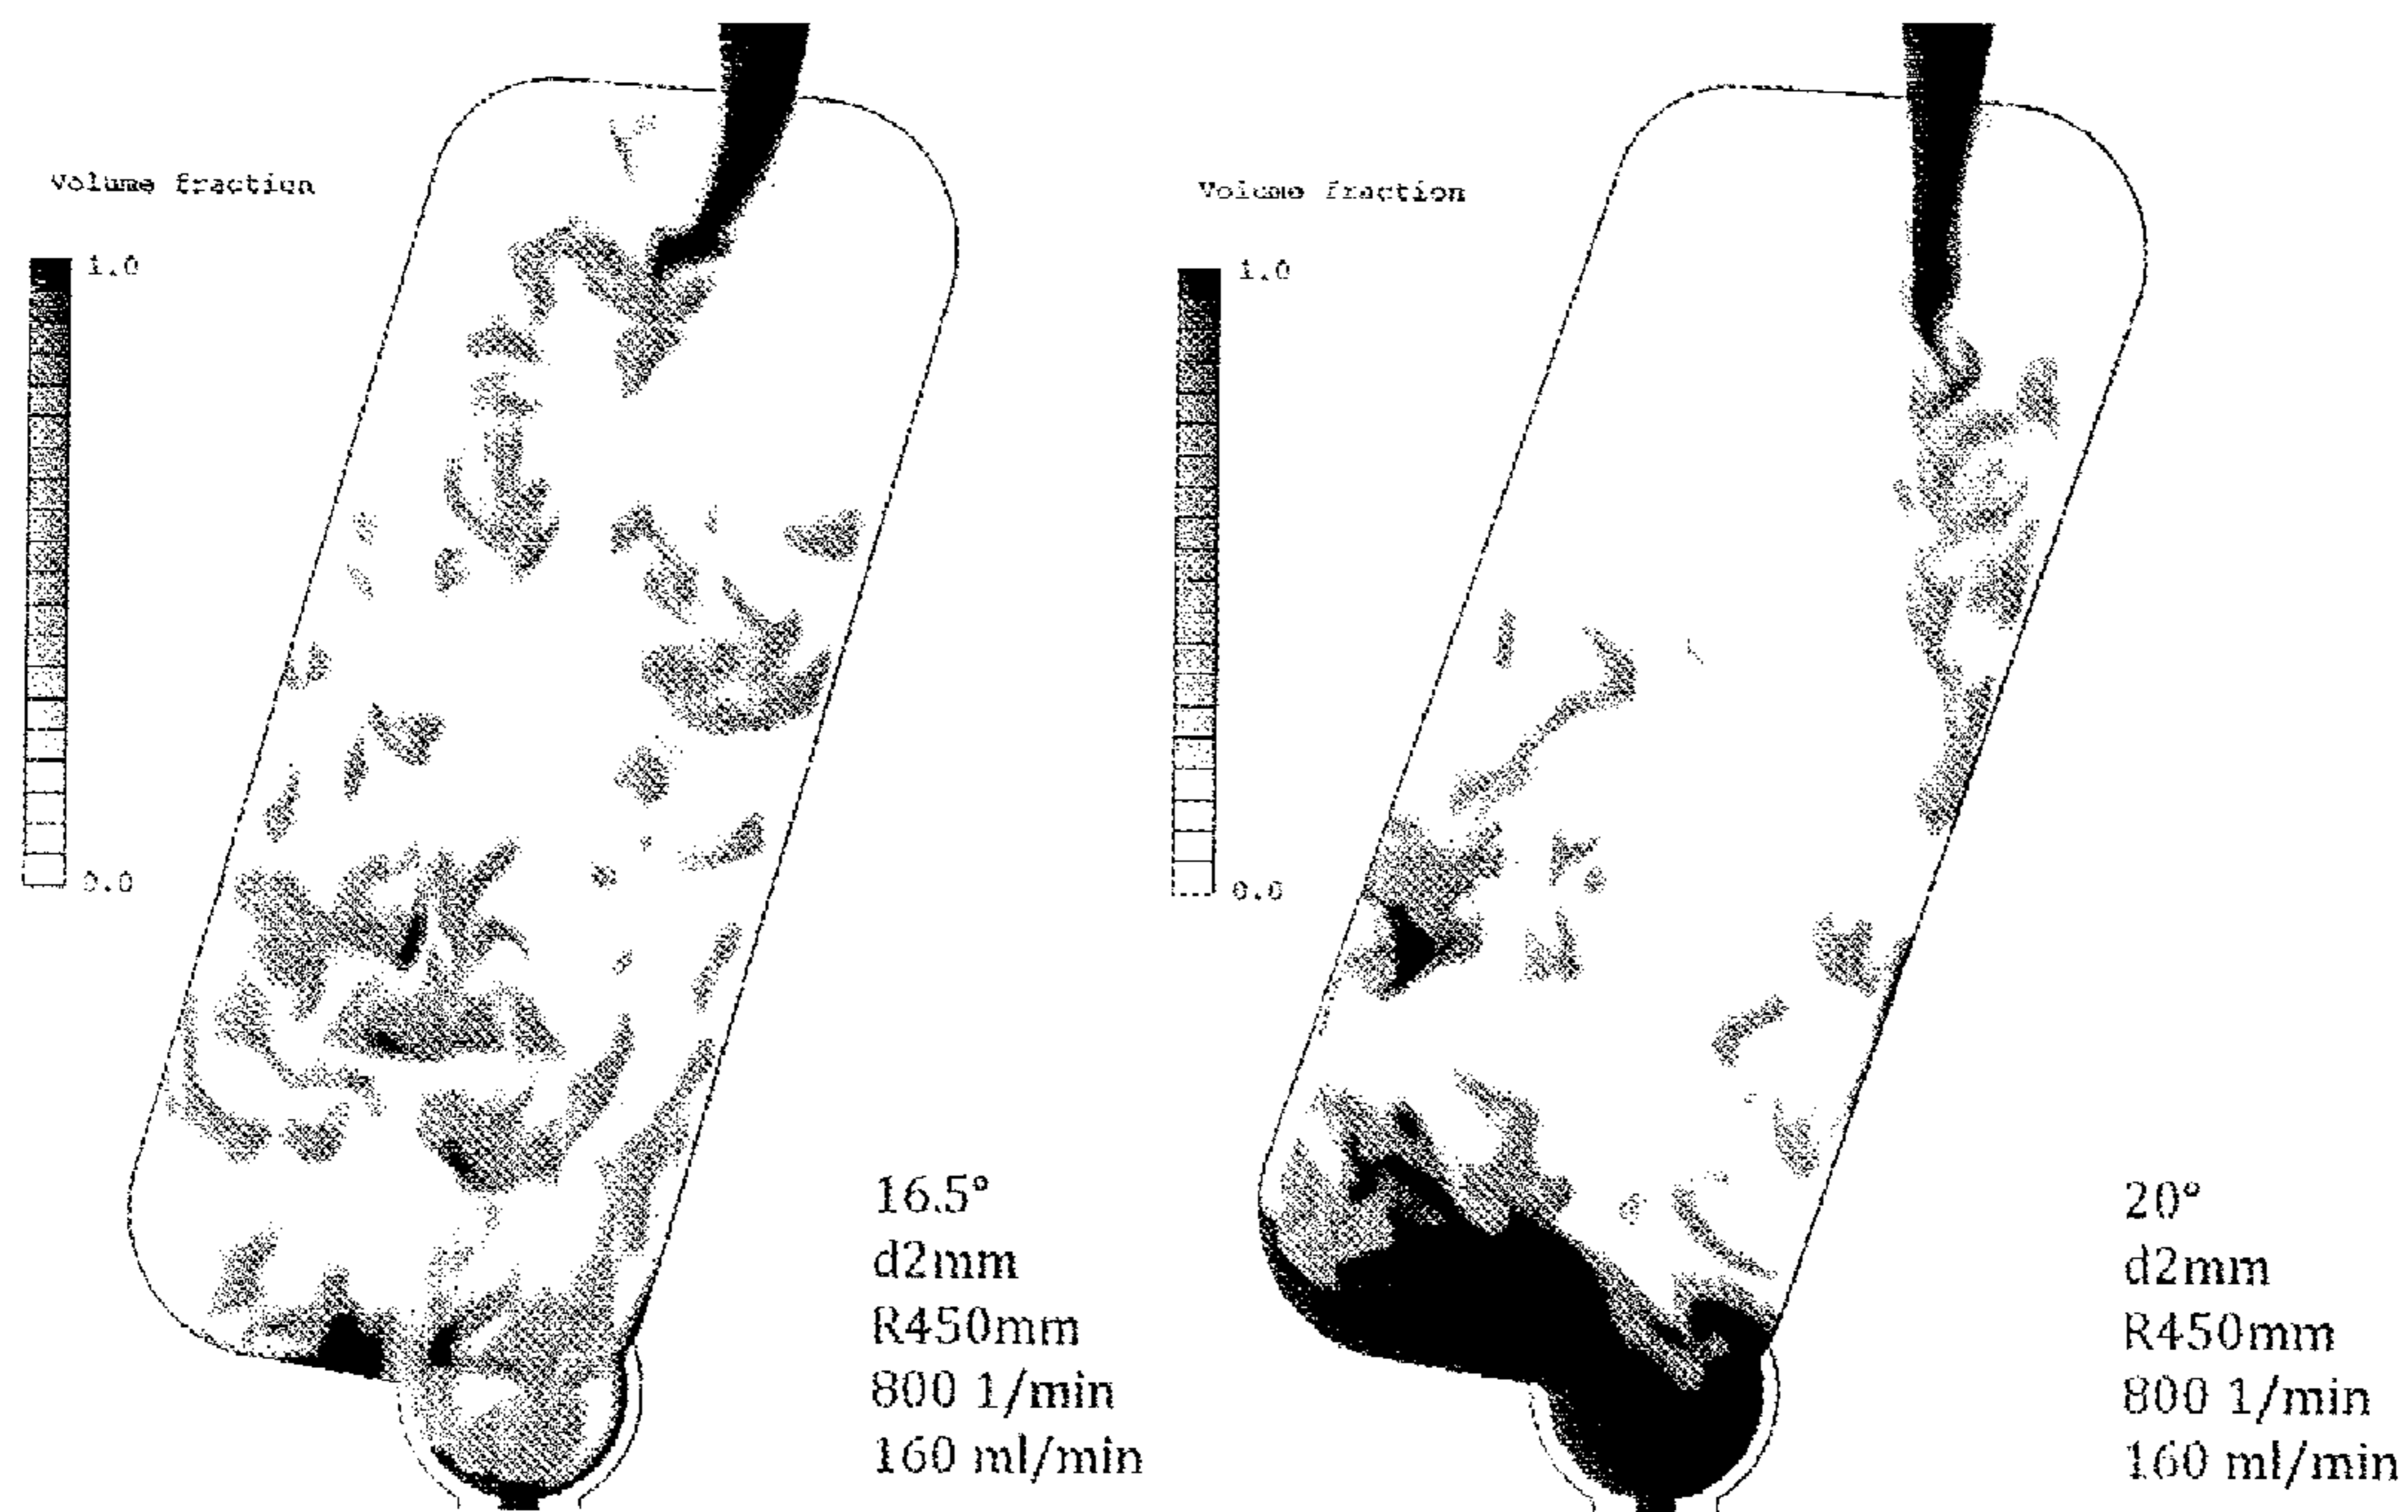 Volume fraction
1.0
0.0
16.5°
d2mm
R450mm
800 1/min
160 ml/min
Volume fraction
1.0
0.0
20°
d2mm
R450mm
800 1/min
160 ml/min